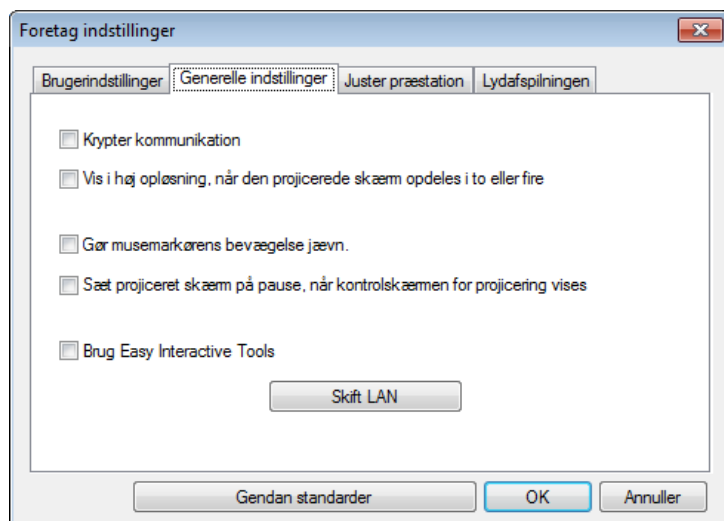 Foretag indstillinger
Brugerindstillinger Generelle indstillinger Juster præstation Lydafspilningen
Krypter kommunikation
Vis i høj opløsning, når den projicerede skærm opdeles i to eller fire
Gør musemarkørens bevægelse jævn.
Sæt projiceret skærm på pause, når kontrolskærmen for projicering vises
Brug Easy Interactive Tools
Skift LAN
Gendan standarder OK Annuller